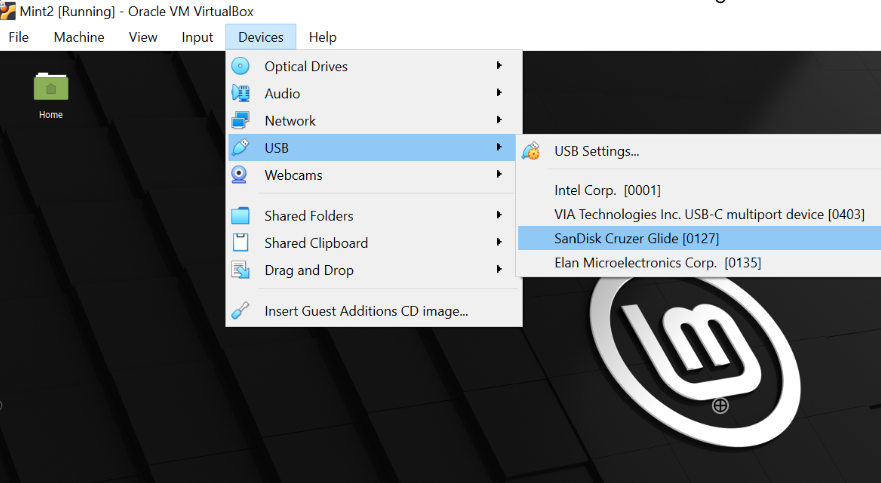 Mint2 [Running] - Oracle VM VirtualBox
File Machine View Input Devices Help
Home
Optical Drives
Audio
Network
USB
Webcams
Shared Folders
Shared Clipboard
Drag and Drop
Insert Guest Additions CD image...
USB Settings...
Intel Corp. [0001]
VIA Technologies Inc. USB-C multiport device [0403]
SanDisk Cruzer Glide [0127]
Elan Microelectronics Corp. [0135]